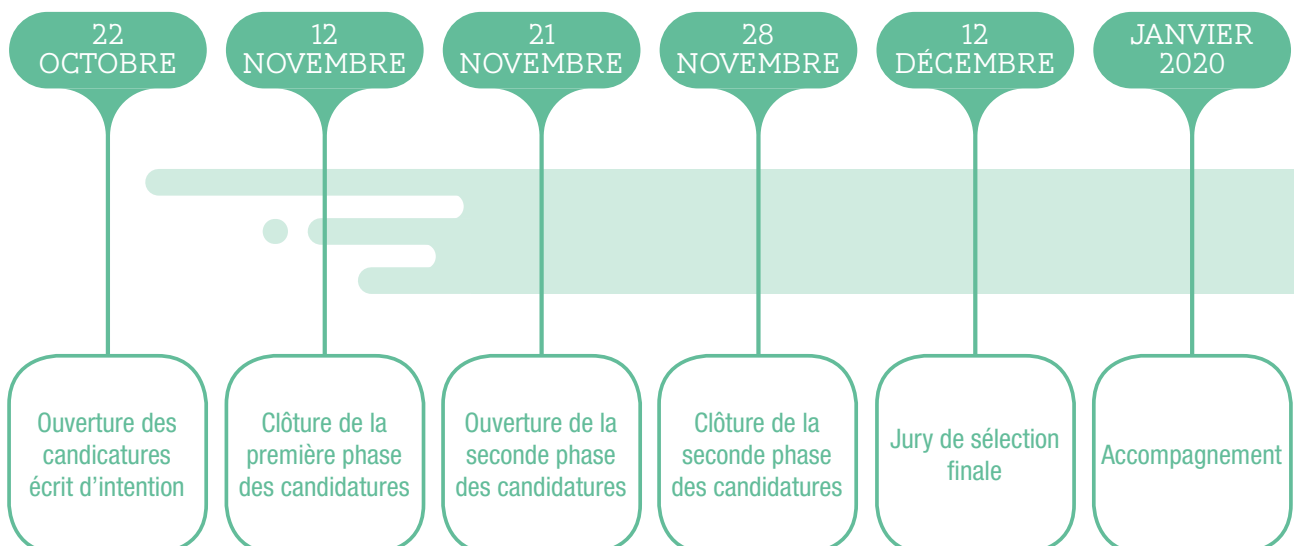 22
OCTOBRE
12
NOVEMBRE
21
NOVEMBRE
28
NOVEMBRE
12
DÉCEMBRE
JANVIER
2020
Ouverture des
candicatures
écrit d'intention
Clôture de la
première phase
des candidatures
Ouverture de la
seconde phase
des candidatures
Clôture de la
seconde phase
des candidatures
Jury de sélection
finale
Accompagnement